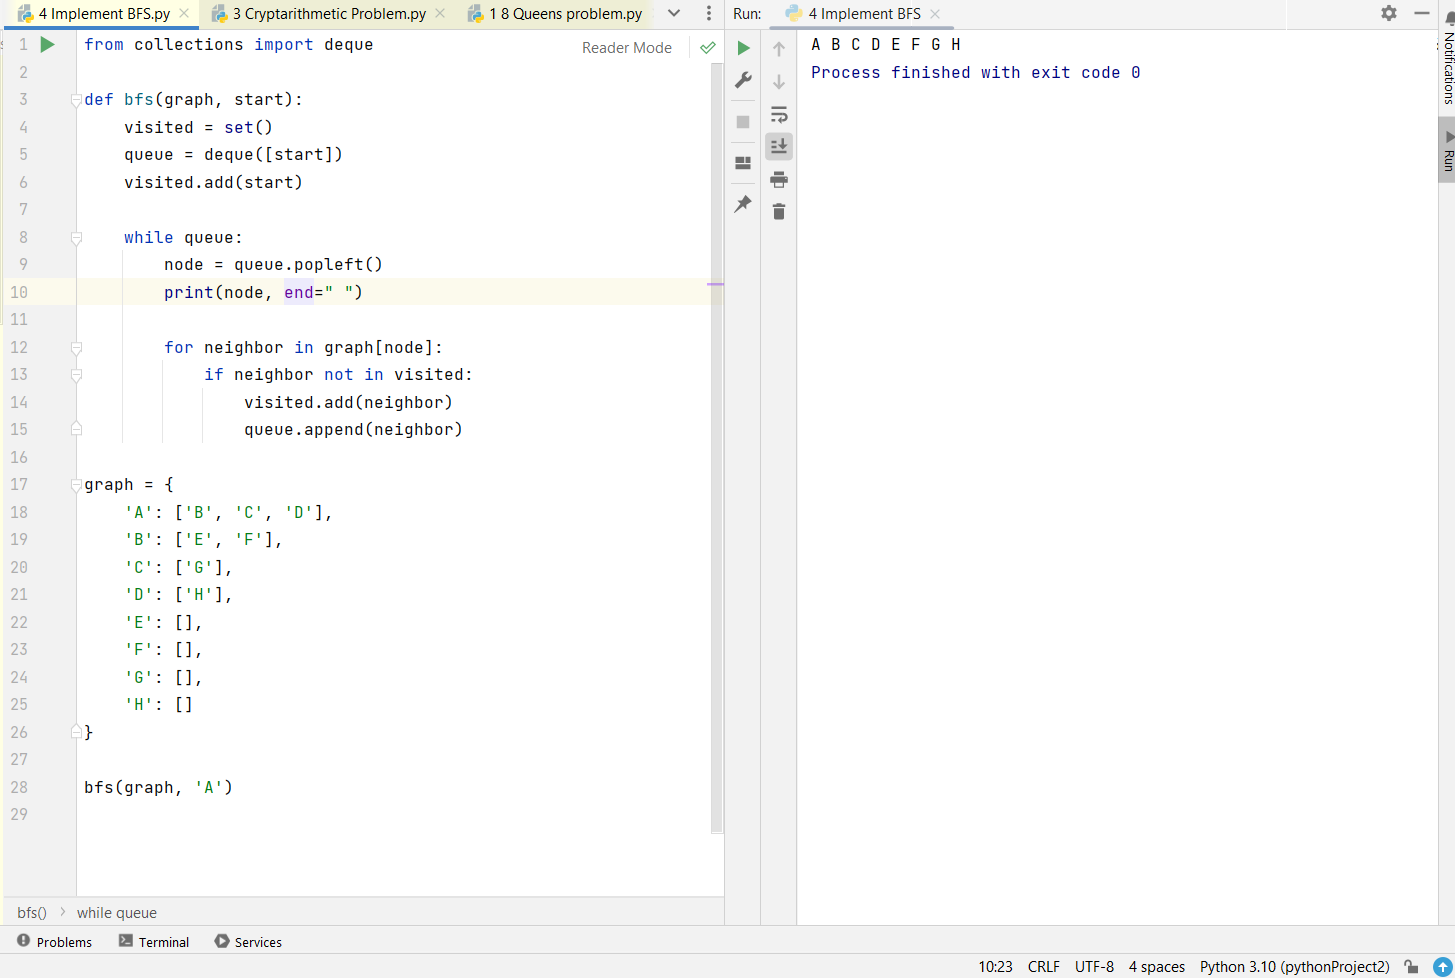 4 Implement BFS.py 3 Cryptarithmetic Problem.py 1 8 Queens problem.py
Run: 4 Implement BFS
Reader Mode
1 from collections import deque
2
3 def bfs(graph, start):
4     visited = set()
5     queue = deque([start])
6     visited.add(start)
7
8     while queue:
9         node = queue.popleft()
10         print(node, end=" ")
11
12         for neighbor in graph[node]:
13             if neighbor not in visited:
14                 visited.add(neighbor)
15                 queue.append(neighbor)
16
17 graph = {
18     'A': ['B', 'C', 'D'],
19     'B': ['E', 'F'],
20     'C': ['G'],
21     'D': ['H'],
22     'E': [],
23     'F': [],
24     'G': [],
25     'H': []
26 }
27
28 bfs(graph, 'A')
29
A B C D E F G H
Process finished with exit code 0
Notifications
Run
bfs() while queue
Problems Terminal Services
10:23 CRLF UTF-8 4 spaces Python 3.10 (pythonProject2)